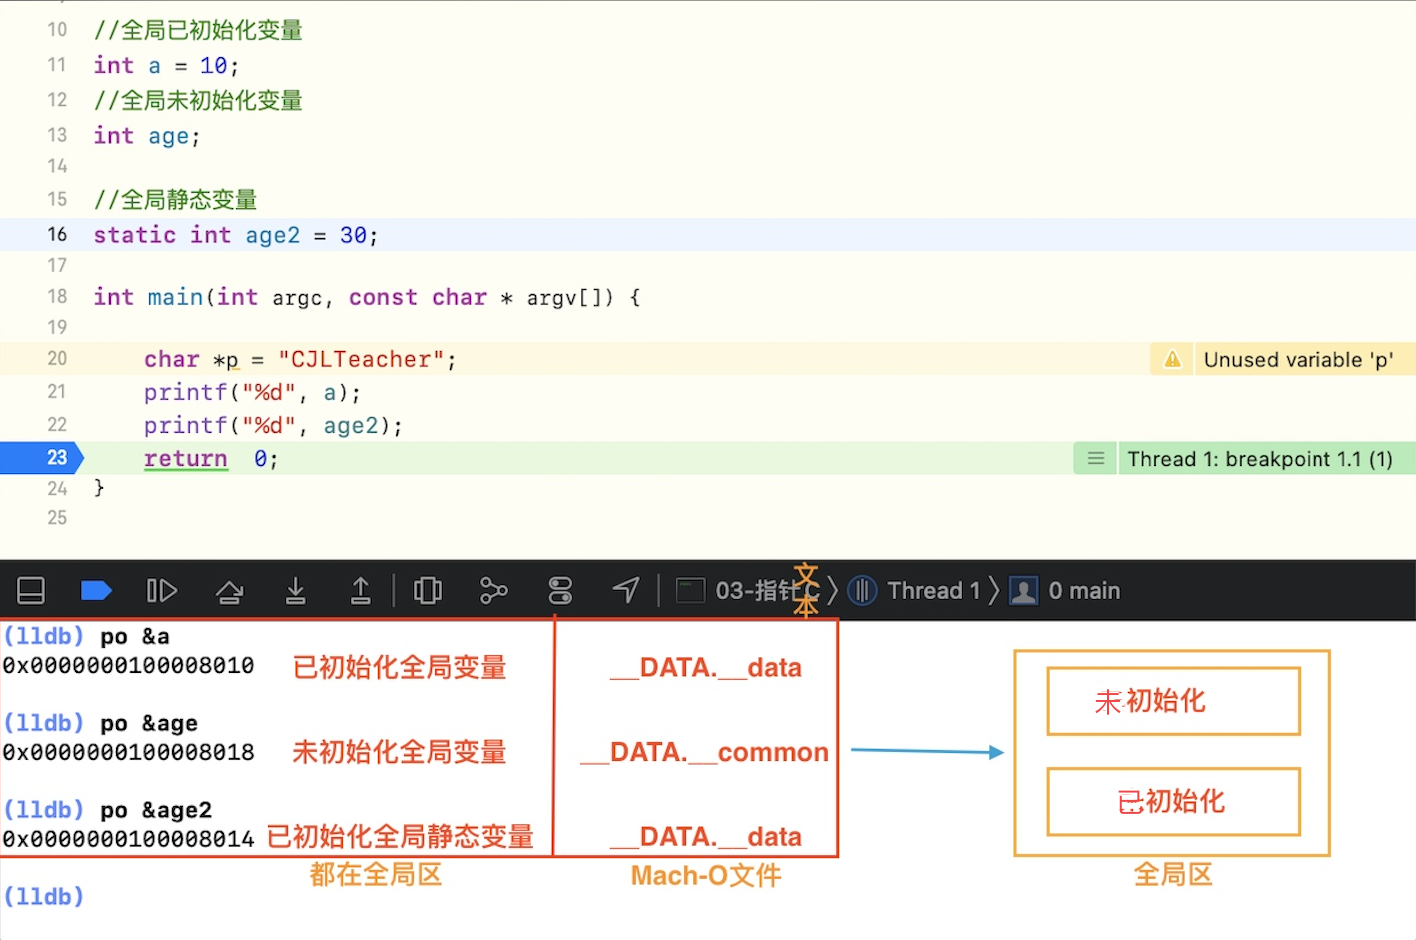 10 //全局已初始化变量
11 int a = 10;
12 //全局未初始化变量
13 int age;
14
15 //全局静态变量
16 static int age2 = 30;
17
18 int main(int argc, const char * argv[]) {
19
20 char *p = "CJLTeacher"; Unused variable 'p'
21 printf("%d", a);
22 printf("%d", age2);
23 return 0; Thread 1: breakpoint 1.1 (1)
24 }
25
03-指针C 〉 Thread 1 〉 0 main
文
本
(lldb) po &a
0x0000000100008010 已初始化全局变量 __DATA.__data
(lldb) po &age
0x0000000100008018 未初始化全局变量 __DATA.__common
(lldb) po &age2
0x0000000100008014 已初始化全局静态变量 __DATA.__data
都在全局区 Mach-O文件
(lldb)
未初始化
已初始化
全局区